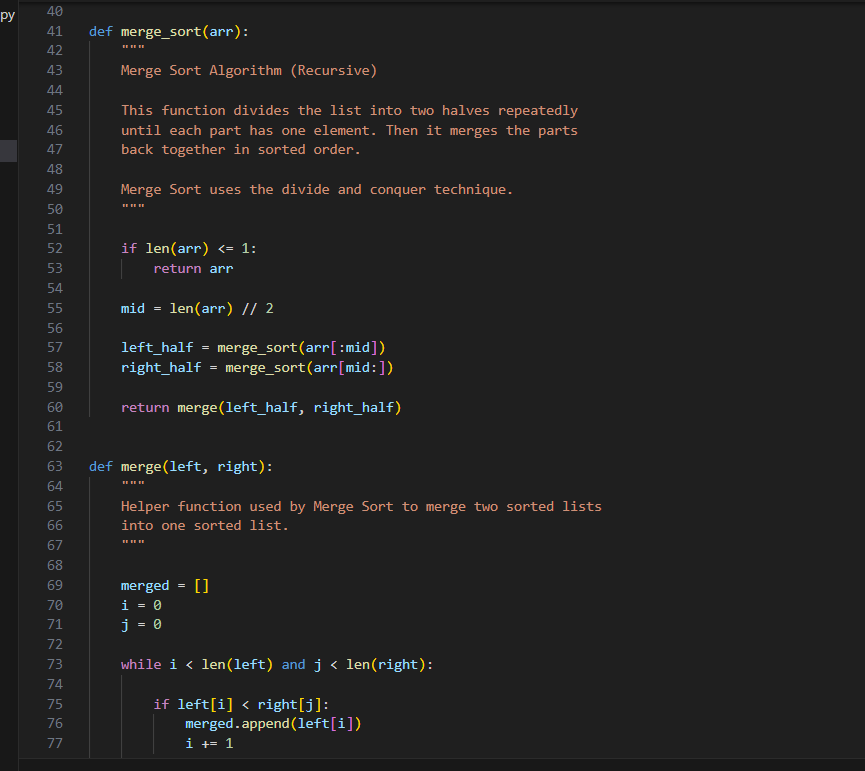 py
40
41 def merge_sort(arr):
42     """
43     Merge Sort Algorithm (Recursive)
44
45     This function divides the list into two halves repeatedly
46     until each part has one element. Then it merges the parts
47     back together in sorted order.
48
49     Merge Sort uses the divide and conquer technique.
50     """
51
52     if len(arr) <= 1:
53         return arr
54
55     mid = len(arr) // 2
56
57     left_half = merge_sort(arr[:mid])
58     right_half = merge_sort(arr[mid:])
59
60     return merge(left_half, right_half)
61
62
63 def merge(left, right):
64     """
65     Helper function used by Merge Sort to merge two sorted lists
66     into one sorted list.
67     """
68
69     merged = []
70     i = 0
71     j = 0
72
73     while i < len(left) and j < len(right):
74
75         if left[i] < right[j]:
76             merged.append(left[i])
77             i += 1